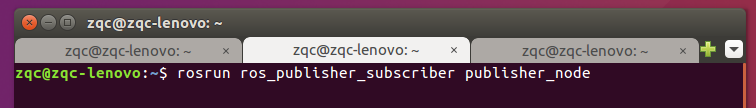 zqc@zqc-lenovo: ~
zqc@zqc-lenovo: ~ × zqc@zqc-lenovo: ~ × zqc@zqc-lenovo: ~ ×
zqc@zqc-lenovo:~$ rosrun ros_publisher_subscriber publisher_node